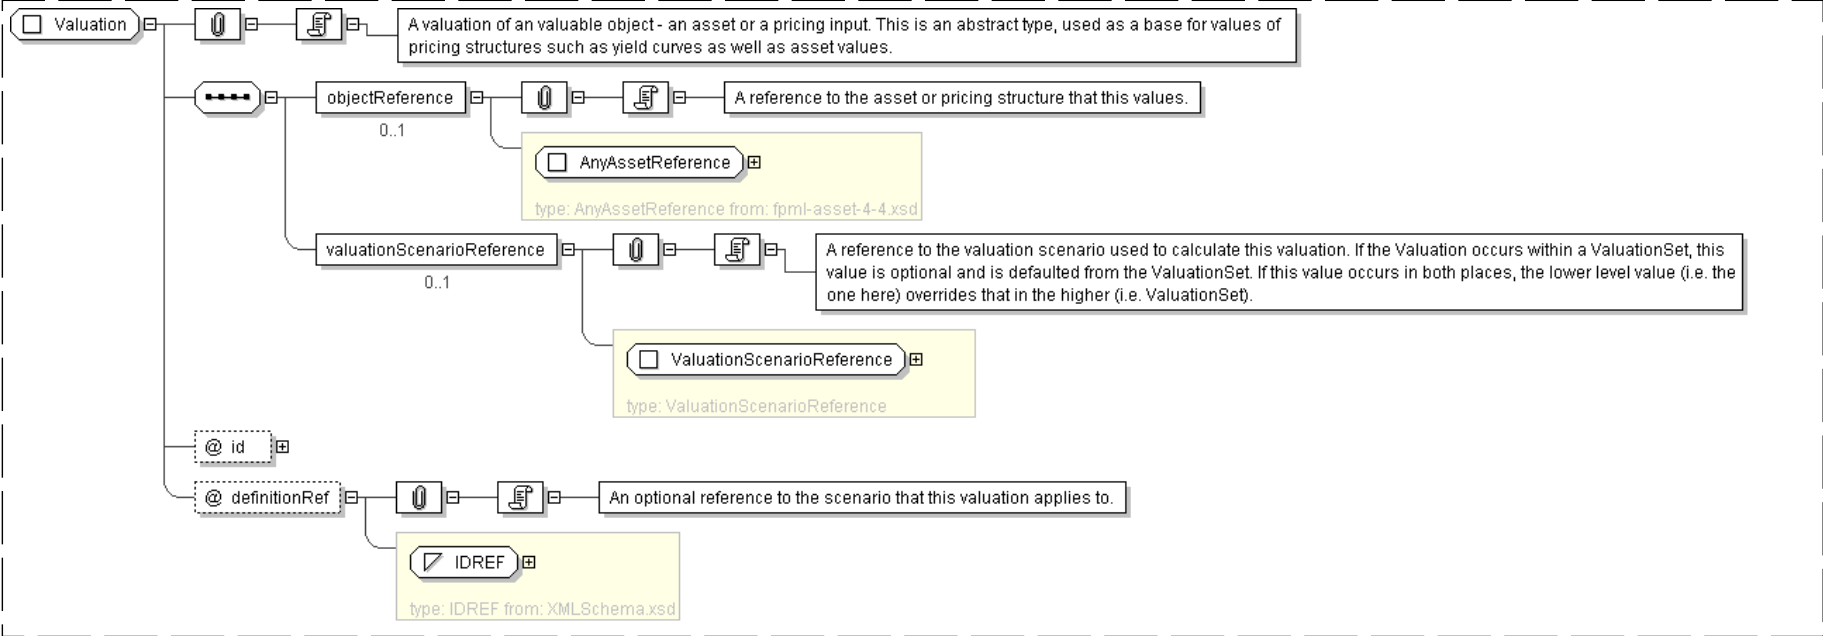 Valuation
A valuation of an valuable object - an asset or a pricing input. This is an abstract type, used as a base for values of
pricing structures such as yield curves as well as asset values.
objectReference
A reference to the asset or pricing structure that this values.
0..1
AnyAssetReference
type: AnyAssetReference from: fpml-asset-4-4.xsd
valuationScenarioReference
A reference to the valuation scenario used to calculate this valuation. If the Valuation occurs within a ValuationSet, this
value is optional and is defaulted from the ValuationSet. If this value occurs in both places, the lower level value (i.e. the
one here) overrides that in the higher (i.e. ValuationSet).
0..1
ValuationScenarioReference
type: ValuationScenarioReference
@ id
@ definitionRef
An optional reference to the scenario that this valuation applies to.
IDREF
type: IDREF from: XMLSchema.xsd